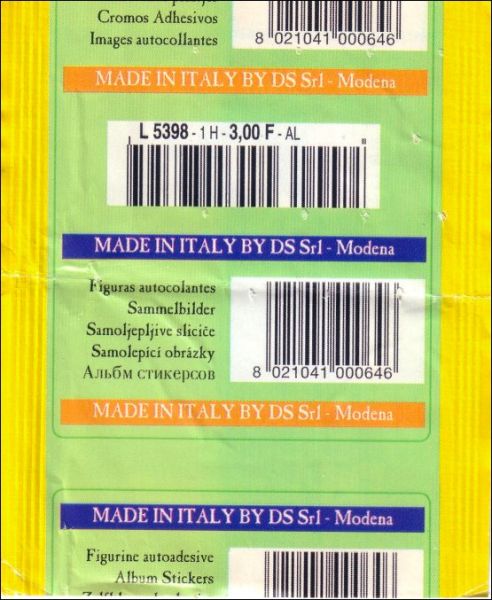 Cromos Adhesivos
Images autocollantes
8 021041 000646
MADE IN ITALY BY DS Srl - Modena
L 5398 - 1 H - 3,00 F - AL
MADE IN ITALY BY DS Srl - Modena
Figuras autocolantes
Sammelbilder
Samoljepljive sličiče
Samolepící obrázky
Альбм стикерсов
8 021041 000646
MADE IN ITALY BY DS Srl - Modena
MADE IN ITALY BY DS Srl - Modena
Figurine autoadesive
Album Stickers